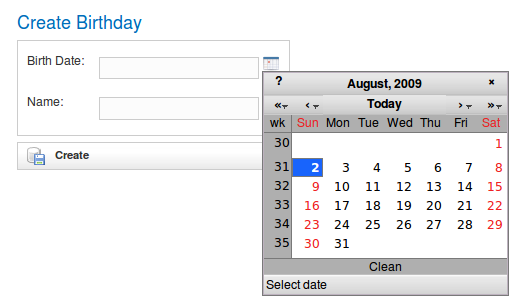 Create Birthday
Birth Date:
Name:
Create
? August, 2009 ×
« ‹ Today › »
wk Sun Mon Tue Wed Thu Fri Sat
30 1
31 2 3 4 5 6 7 8
32 9 10 11 12 13 14 15
33 16 17 18 19 20 21 22
34 23 24 25 26 27 28 29
35 30 31
Clean
Select date